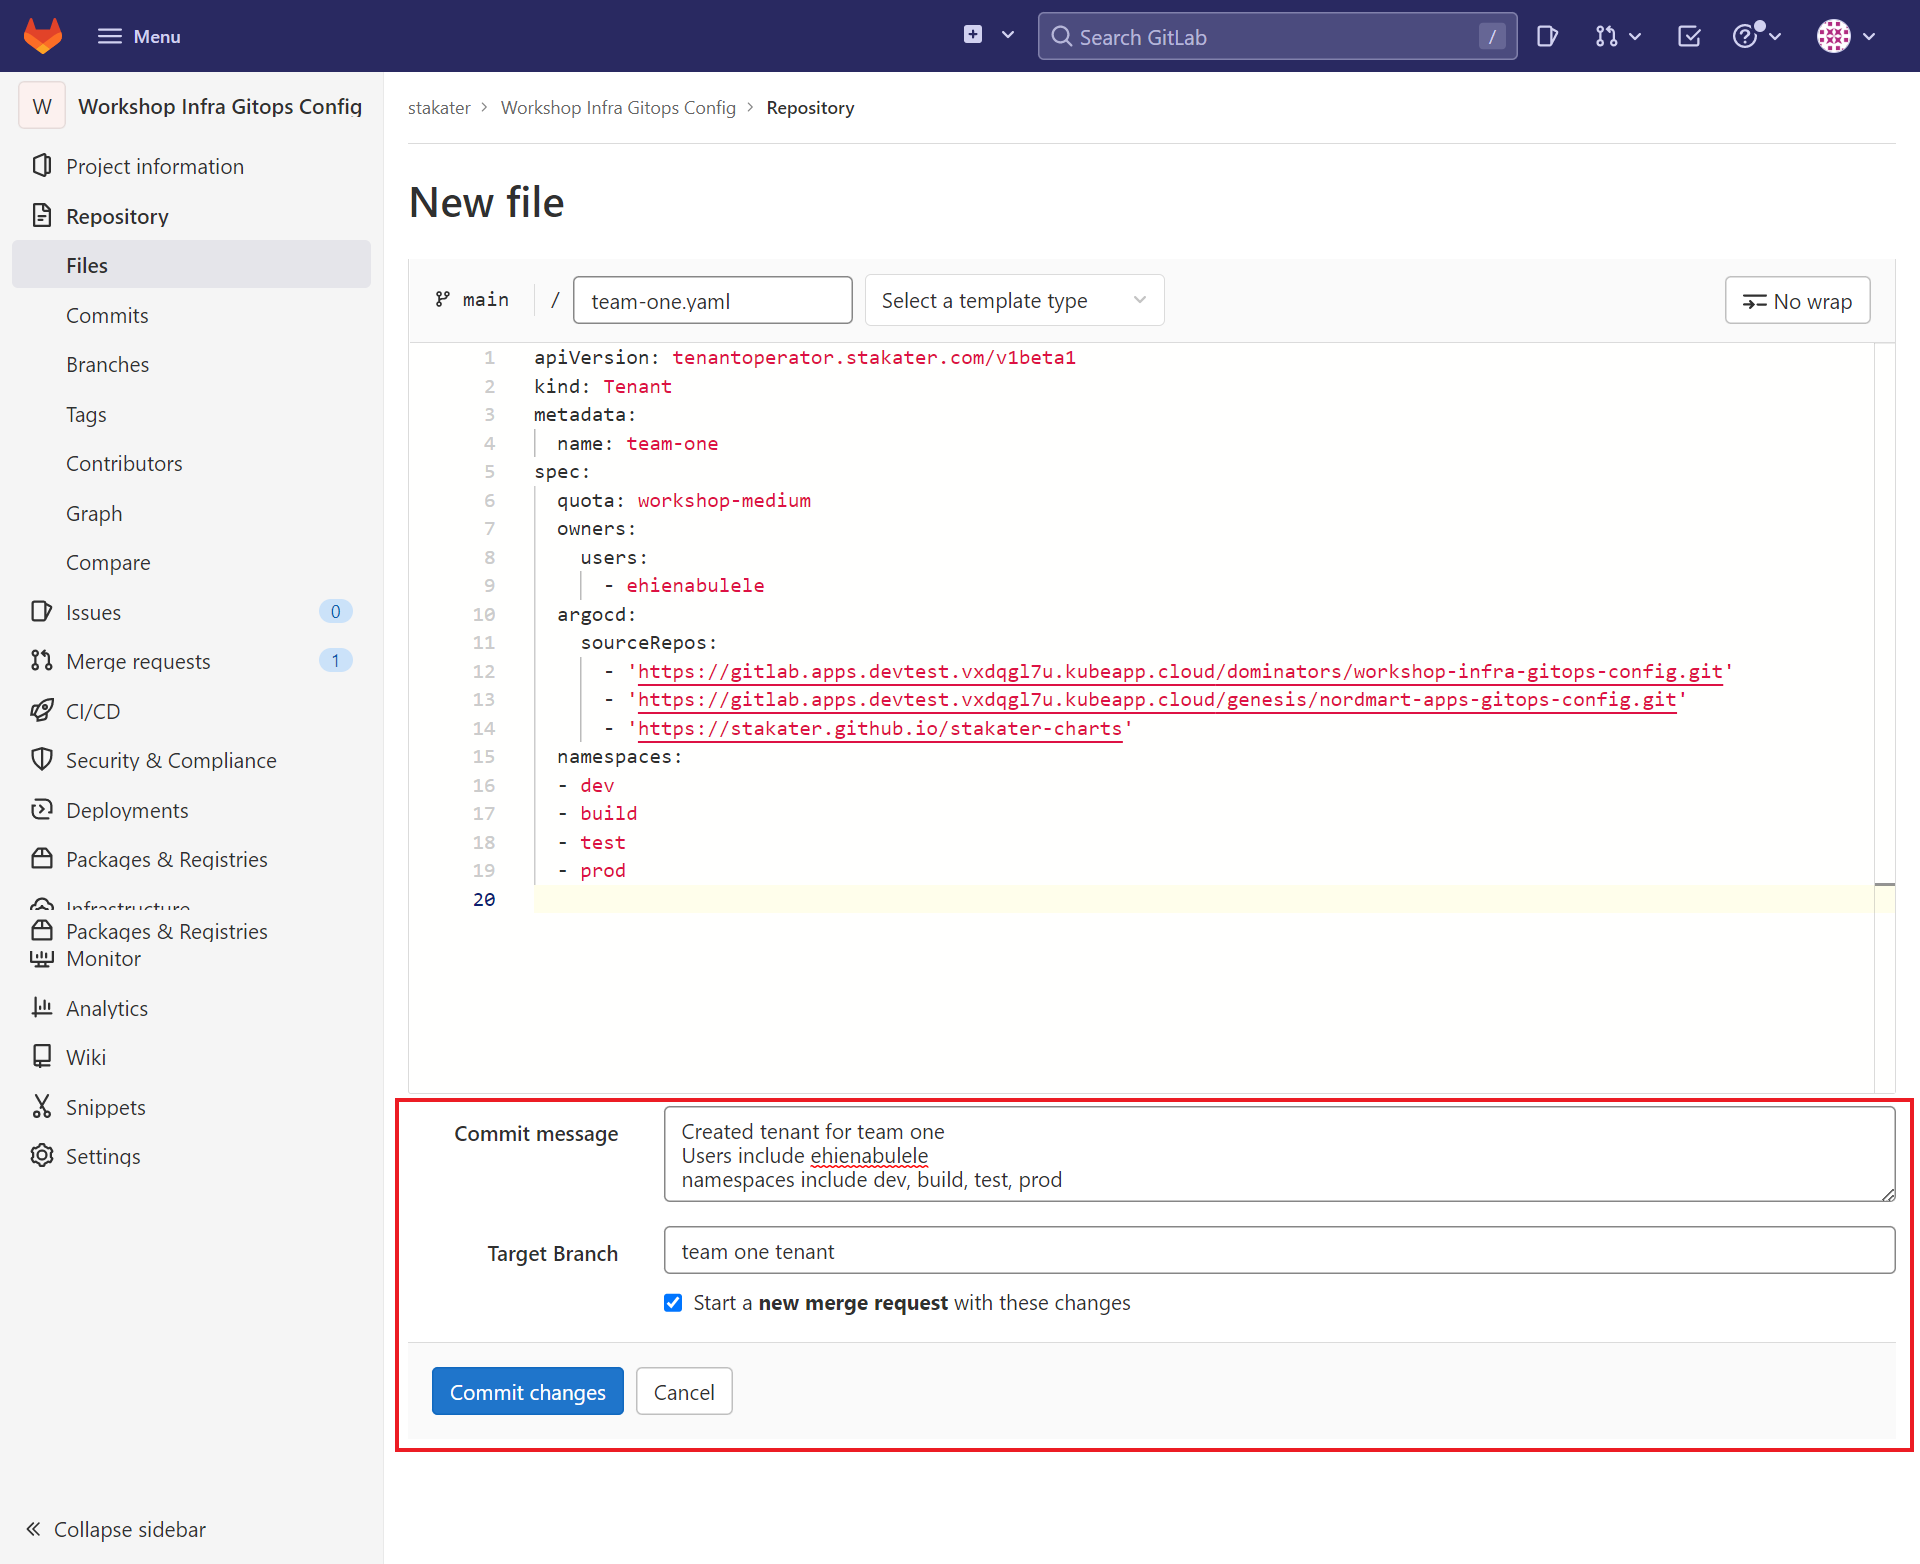 Menu
Search GitLab
/
W
Workshop Infra Gitops Config
Project information
Repository
Files
Commits
Branches
Tags
Contributors
Graph
Compare
Issues 0
Merge requests 1
CI/CD
Security & Compliance
Deployments
Packages & Registries
Infrastructure
Packages & Registries
Monitor
Analytics
Wiki
Snippets
Settings
Collapse sidebar
stakater > Workshop Infra Gitops Config > Repository
New file
main / team-one.yaml Select a template type No wrap
1 apiVersion: tenantoperator.stakater.com/v1beta1
2 kind: Tenant
3 metadata:
4   name: team-one
5 spec:
6   quota: workshop-medium
7   owners:
8     users:
9       - ehienabulele
10   argocd:
11     sourceRepos:
12       - 'https://gitlab.apps.devtest.vxdqgl7u.kubeapp.cloud/dominators/workshop-infra-gitops-config.git'
13       - 'https://gitlab.apps.devtest.vxdqgl7u.kubeapp.cloud/genesis/nordmart-apps-gitops-config.git'
14       - 'https://stakater.github.io/stakater-charts'
15   namespaces:
16   - dev
17   - build
18   - test
19   - prod
20
Commit message
Created tenant for team one
Users include ehienabulele
namespaces include dev, build, test, prod
Target Branch
team one tenant
Start a new merge request with these changes
Commit changes Cancel